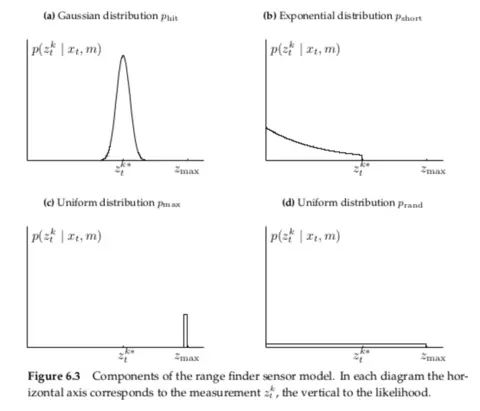 (a) Gaussian distribution p_hit
(b) Exponential distribution p_short
p(z_t^k | x_t, m)
p(z_t^k | x_t, m)
z_t^{k*}
z_max
z_t^{k*}
z_max
(c) Uniform distribution p_max
(d) Uniform distribution p_rand
p(z_t^k | x_t, m)
p(z_t^k | x_t, m)
z_t^{k*}
z_max
z_t^{k*}
z_max
Figure 6.3 Components of the range finder sensor model. In each diagram the hor-
izontal axis corresponds to the measurement z_t^k, the vertical to the likelihood.